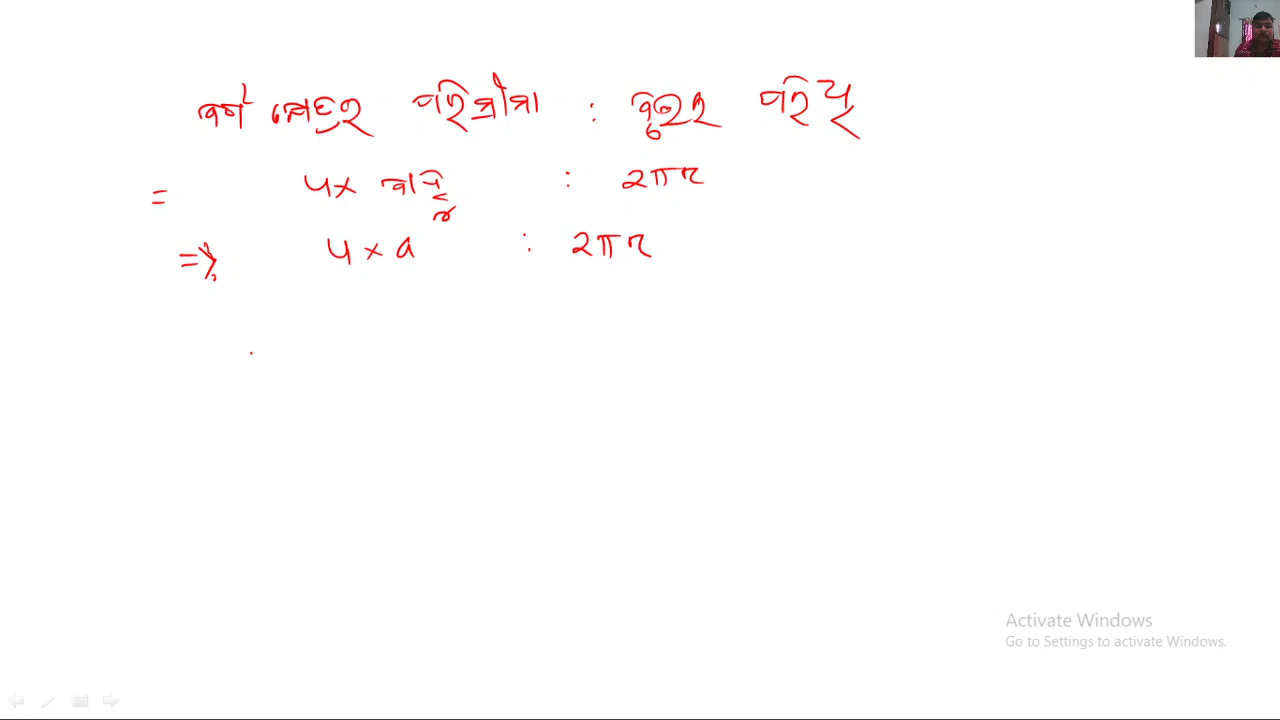 ବର୍ଗ କ୍ଷେତ୍ରର ପରିସୀମା : ବୃତ୍ତର ପରିଧି
= 4 × ବାହୁର : 2πr
=> 4 × a : 2πr
Activate Windows
Go to Settings to activate Windows.